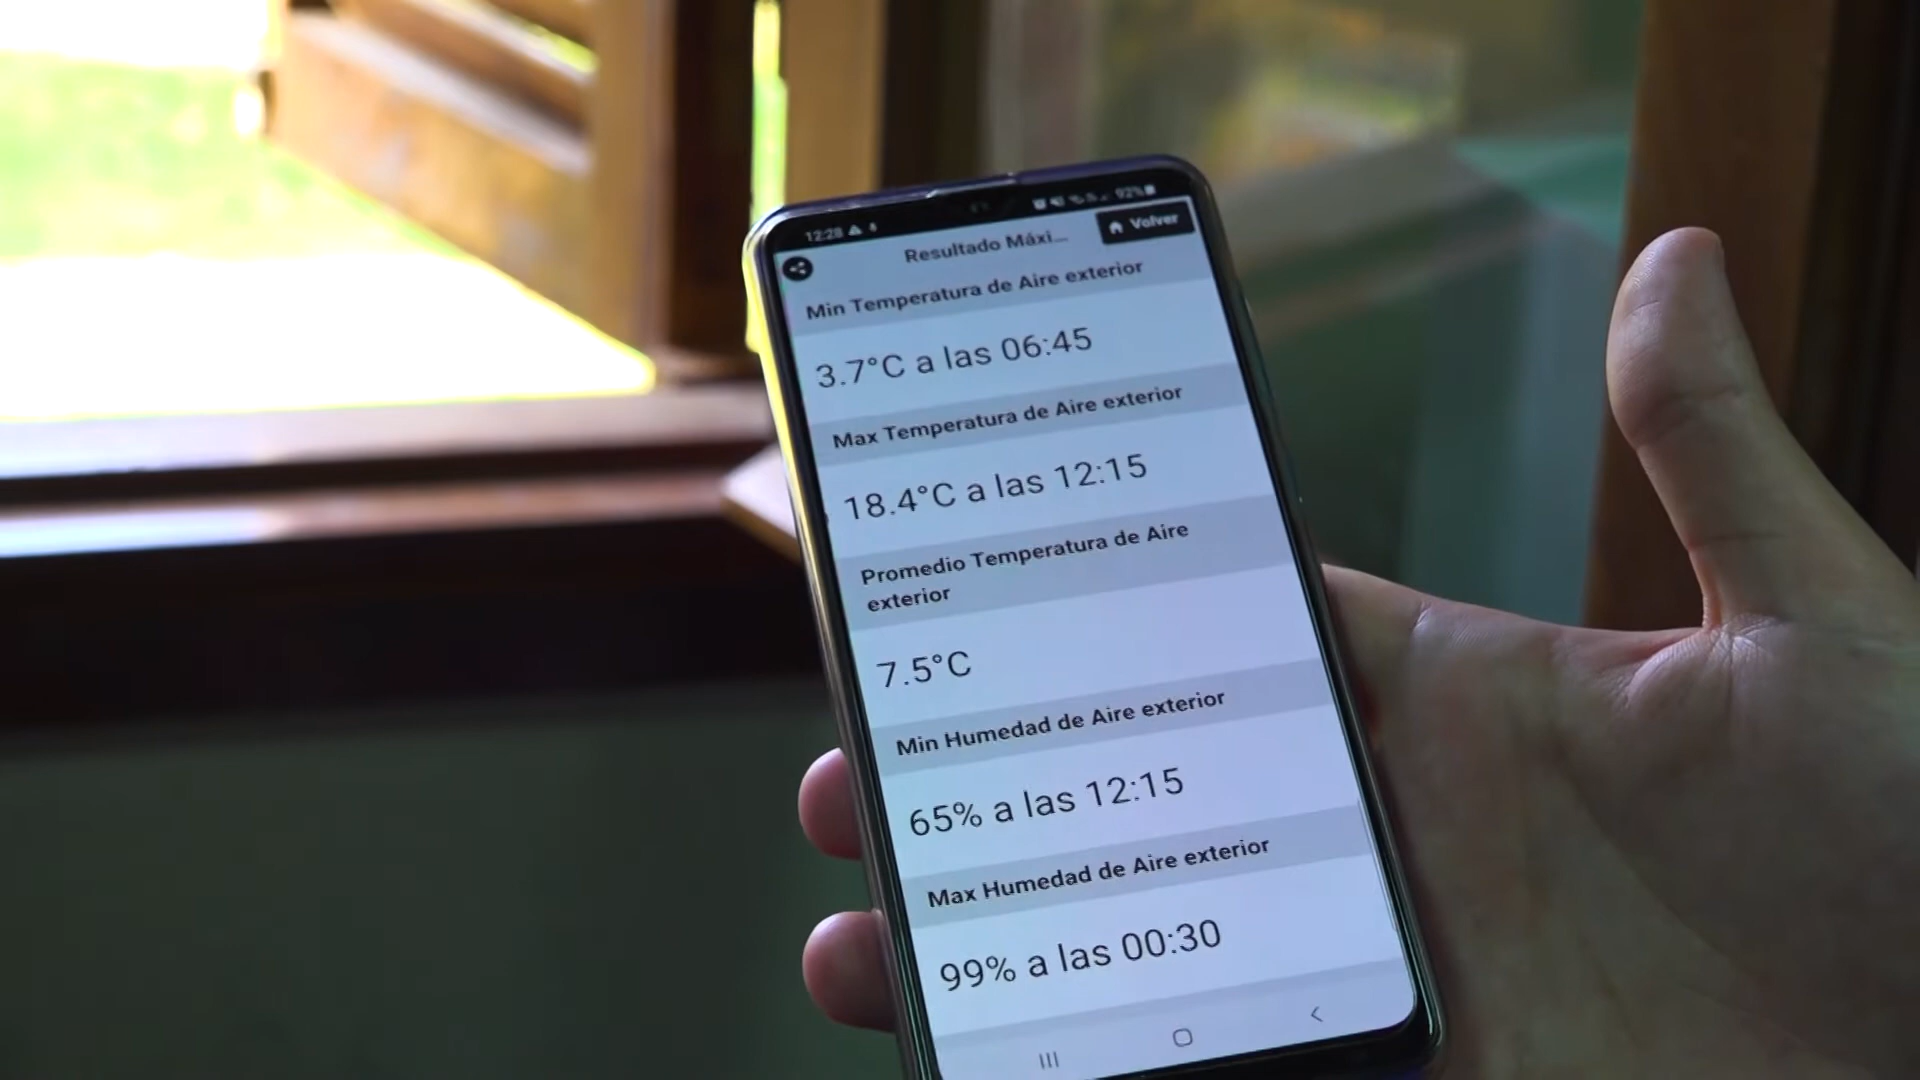 12:28
92%
Resultado Máxi...
Volver
Min Temperatura de Aire exterior
3.7°C a las 06:45
Max Temperatura de Aire exterior
18.4°C a las 12:15
Promedio Temperatura de Aire
exterior
7.5°C
Min Humedad de Aire exterior
65% a las 12:15
Max Humedad de Aire exterior
99% a las 00:30